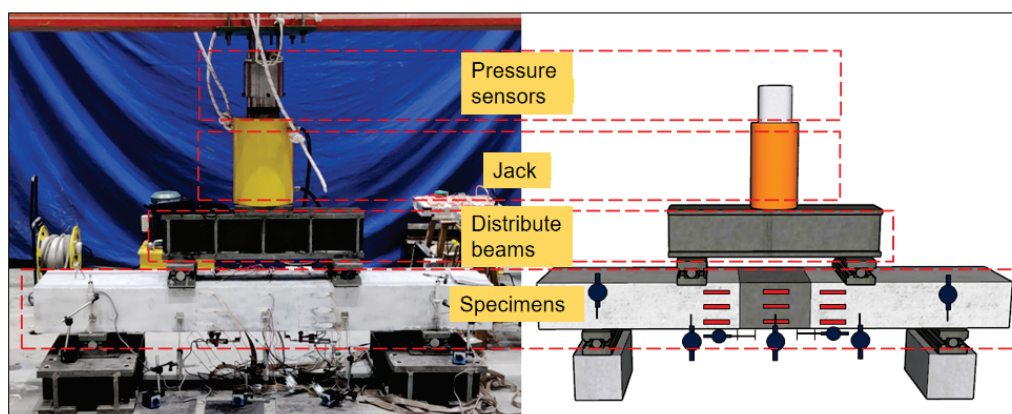 Pressure
sensors
Jack
Distribute
beams
Specimens